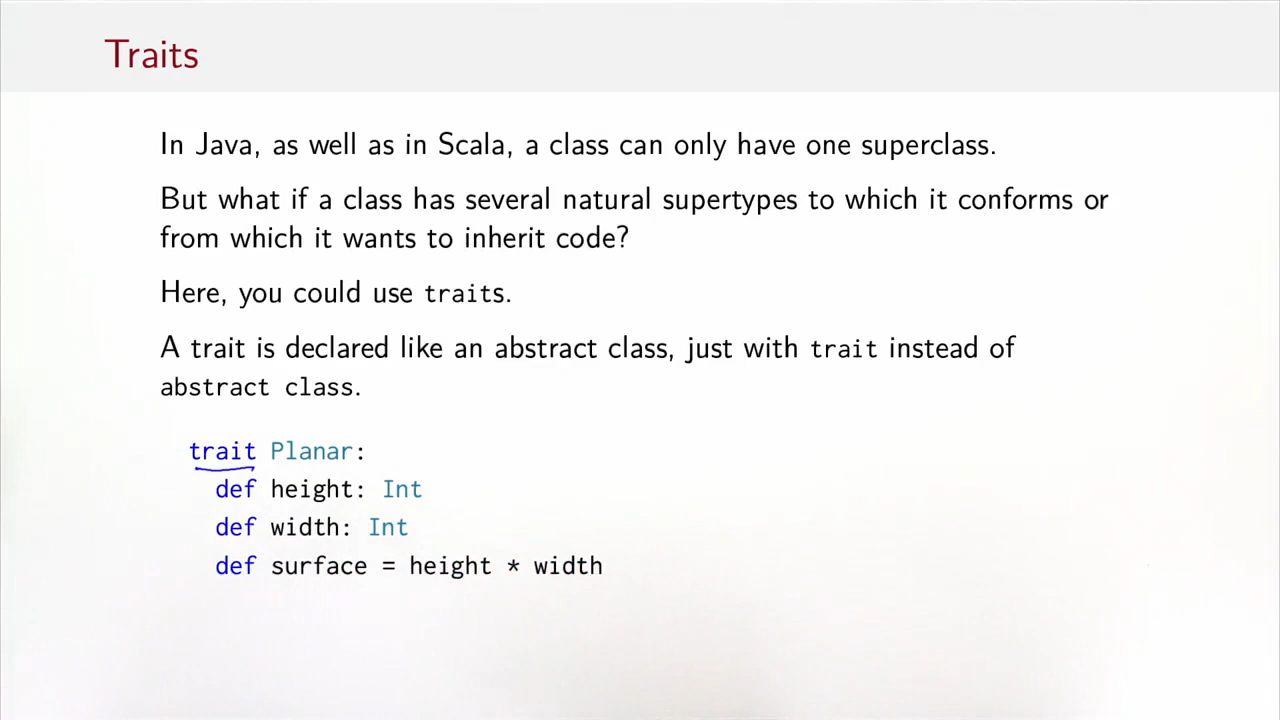 Traits
In Java, as well as in Scala, a class can only have one superclass.
But what if a class has several natural supertypes to which it conforms or
from which it wants to inherit code?
Here, you could use traits.
A trait is declared like an abstract class, just with trait instead of
abstract class.
trait Planar:
  def height: Int
  def width: Int
  def surface = height * width